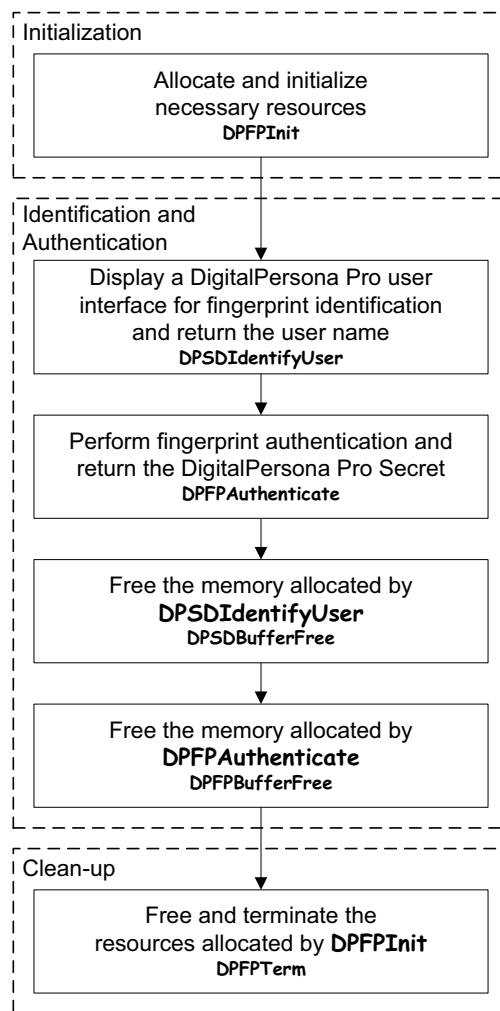 Initialization
Allocate and initialize
necessary resources
DPFPInit
Identification and
Authentication
Display a DigitalPersona Pro user
interface for fingerprint identification
and return the user name
DPSDIdentifyUser
Perform fingerprint authentication and
return the DigitalPersona Pro Secret
DPFPAuthenticate
Free the memory allocated by
DPSDIdentifyUser
DPSDBufferFree
Free the memory allocated by
DPFPAuthenticate
DPFPBufferFree
Clean-up
Free and terminate the
resources allocated by DPFPInit
DPFPTerm